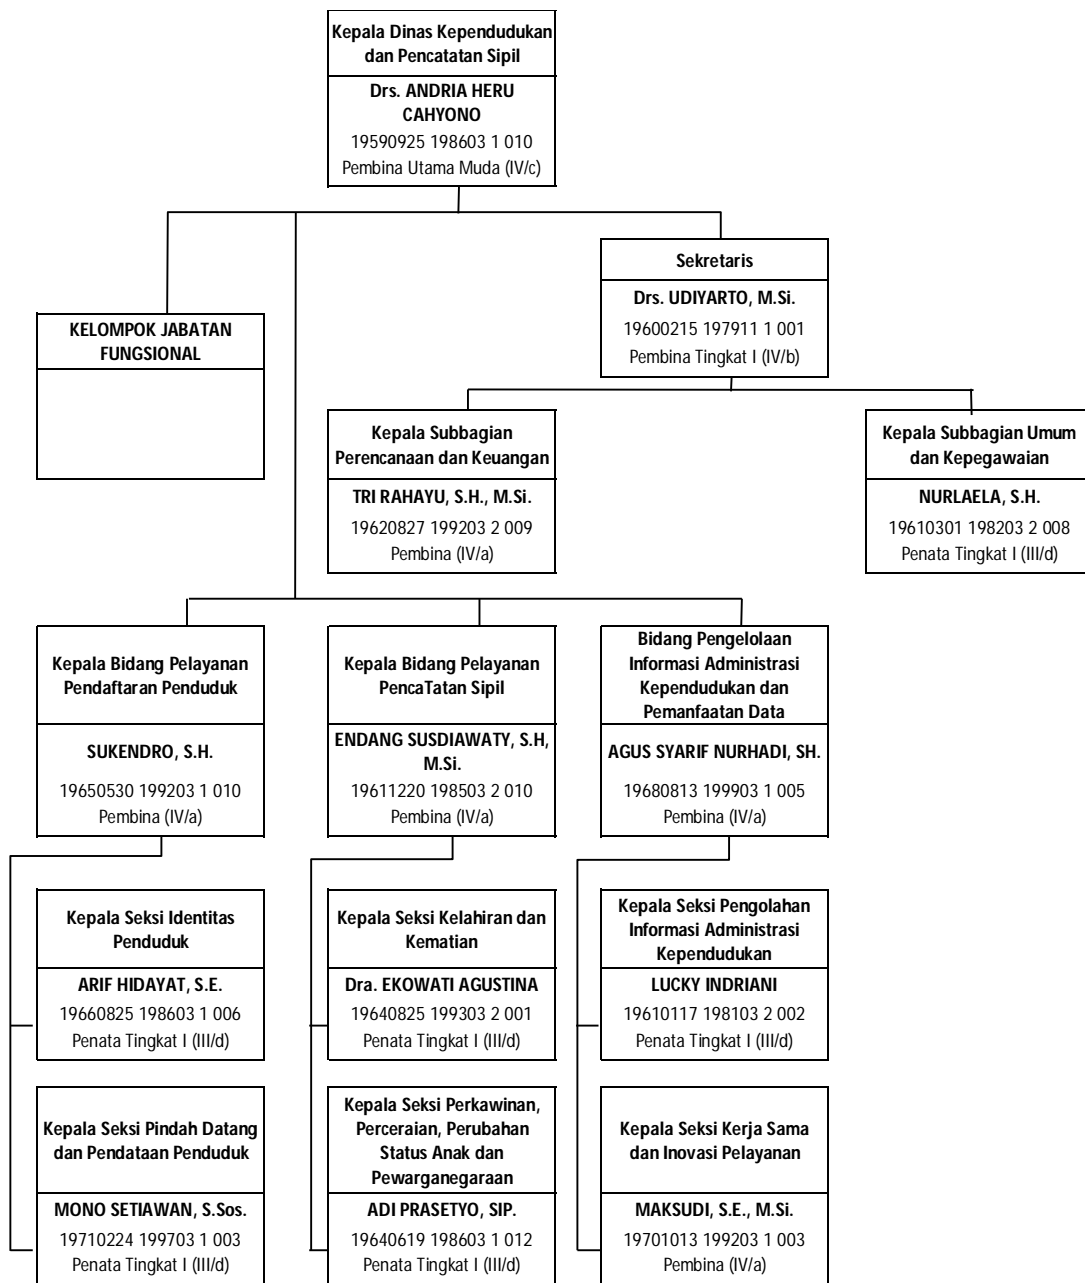 Kepala Dinas Kependudukan
dan Pencatatan Sipil
Drs. ANDRIA HERU
CAHYONO
19590925 198603 1 010
Pembina Utama Muda (IV/c)
Sekretaris
Drs. UDIYARTO, M.Si.
19600215 197911 1 001
Pembina Tingkat I (IV/b)
KELOMPOK JABATAN
FUNGSIONAL
Kepala Subbagian
Perencanaan dan Keuangan
TRI RAHAYU, S.H., M.Si.
19620827 199203 2 009
Pembina (IV/a)
Kepala Subbagian Umum
dan Kepegawaian
NURLAELA, S.H.
19610301 198203 2 008
Penata Tingkat I (III/d)
Kepala Bidang Pelayanan
Pendaftaran Penduduk
SUKENDRO, S.H.
19650530 199203 1 010
Pembina (IV/a)
Kepala Bidang Pelayanan
PencaTatan Sipil
ENDANG SUSDIAWATY, S.H,
M.Si.
19611220 198503 2 010
Pembina (IV/a)
Bidang Pengelolaan
Informasi Administrasi
Kependudukan dan
Pemanfaatan Data
AGUS SYARIF NURHADI, SH.
19680813 199903 1 005
Pembina (IV/a)
Kepala Seksi Identitas
Penduduk
ARIF HIDAYAT, S.E.
19660825 198603 1 006
Penata Tingkat I (III/d)
Kepala Seksi Kelahiran dan
Kematian
Dra. EKOWATI AGUSTINA
19640825 199303 2 001
Penata Tingkat I (III/d)
Kepala Seksi Pengolahan
Informasi Administrasi
Kependudukan
LUCKY INDRIANI
19610117 198103 2 002
Penata Tingkat I (III/d)
Kepala Seksi Pindah Datang
dan Pendataan Penduduk
MONO SETIAWAN, S.Sos.
19710224 199703 1 003
Penata Tingkat I (III/d)
Kepala Seksi Perkawinan,
Perceraian, Perubahan
Status Anak dan
Pewarganegaraan
ADI PRASETYO, SIP.
19640619 198603 1 012
Penata Tingkat I (III/d)
Kepala Seksi Kerja Sama
dan Inovasi Pelayanan
MAKSUDI, S.E., M.Si.
19701013 199203 1 003
Pembina (IV/a)